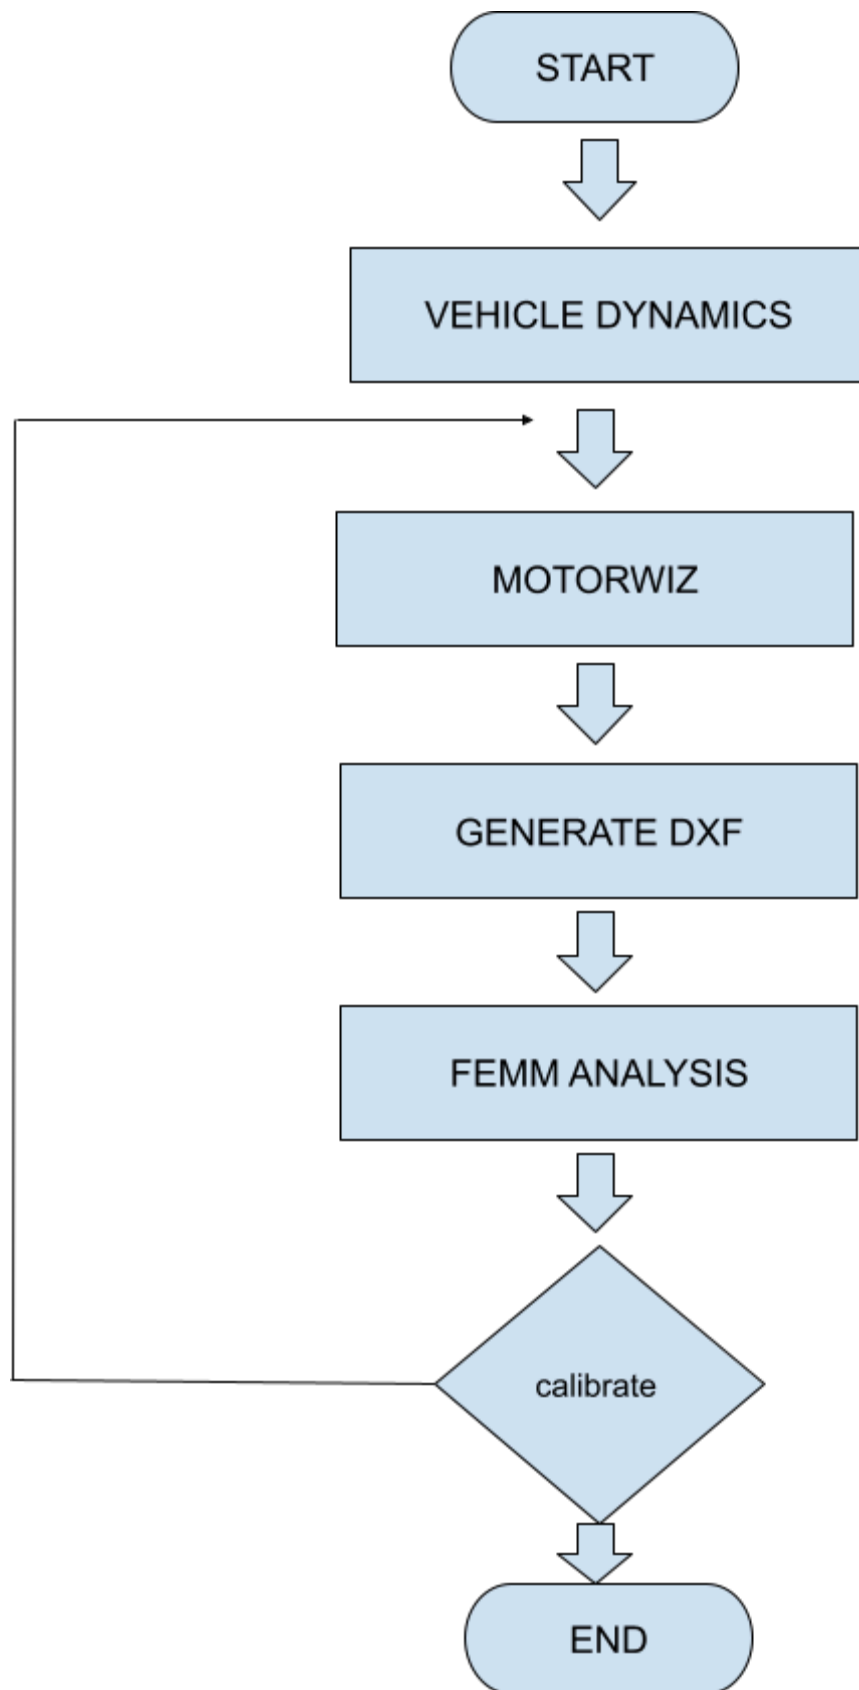 START
VEHICLE DYNAMICS
MOTORWIZ
GENERATE DXF
FEMM ANALYSIS
calibrate
END